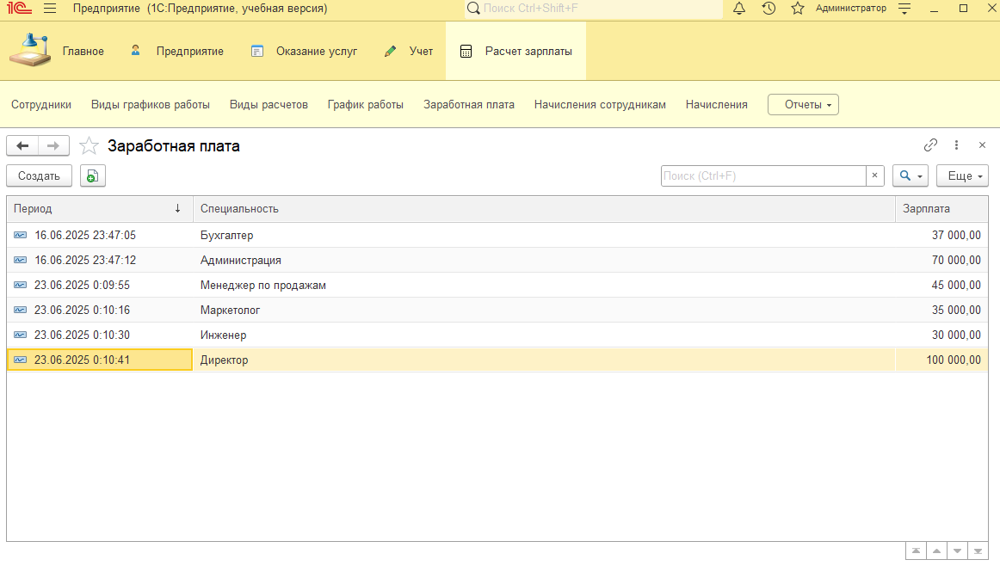 1С Предприятие (1С:Предприятие, учебная версия) Поиск Ctrl+Shift+F Администратор
Главное Предприятие Оказание услуг Учет Расчет зарплаты
Сотрудники Виды графиков работы Виды расчетов График работы Заработная плата Начисления сотрудникам Начисления Отчеты
Заработная плата
Создать Поиск (Ctrl+F) × Еще
Период ↓ Специальность Зарплата
16.06.2025 23:47:05 Бухгалтер 37 000,00
16.06.2025 23:47:12 Администрация 70 000,00
23.06.2025 0:09:55 Менеджер по продажам 45 000,00
23.06.2025 0:10:16 Маркетолог 35 000,00
23.06.2025 0:10:30 Инженер 30 000,00
23.06.2025 0:10:41 Директор 100 000,00